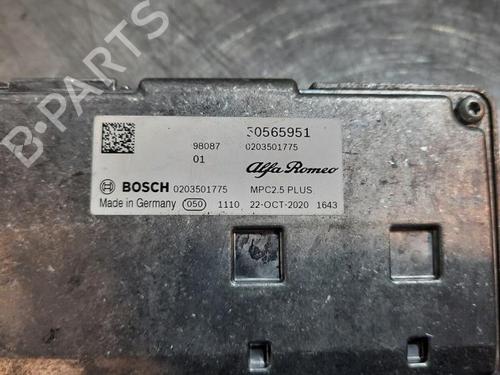 50565951
98087 0203501775
01 Alfa Romeo
BOSCH 0203501775 MPC2.5 PLUS
Made in Germany 050 1110 22-OCT-2020 1643
B-PARTS